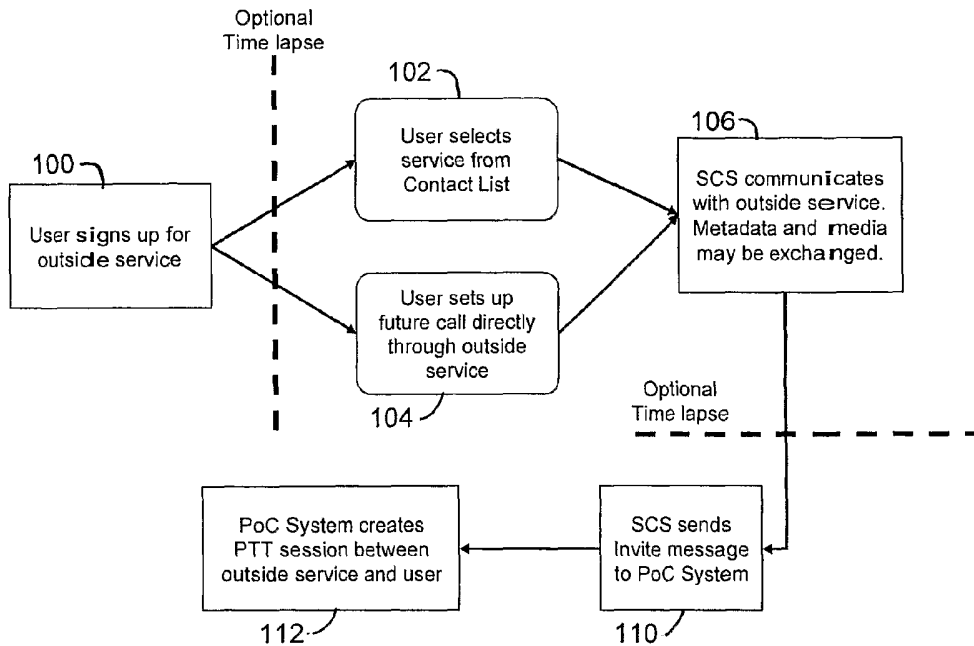 Optional
Time lapse
100
User signs up for
outside service
102
User selects
service from
Contact List
User sets up
future call directly
through outside
service
104
106
SCS communicates
with outside service.
Metadata and media
may be exchanged.
Optional
Time lapse
SCS sends
Invite message
to PoC System
110
PoC System creates
PTT session between
outside service and user
112